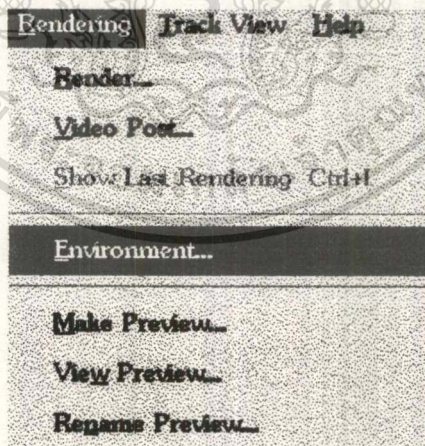 Rendering Track View Help
Render...
Video Post...
Show Last Rendering Ctrl+I
Environment...
Make Preview...
View Preview...
Rename Preview...